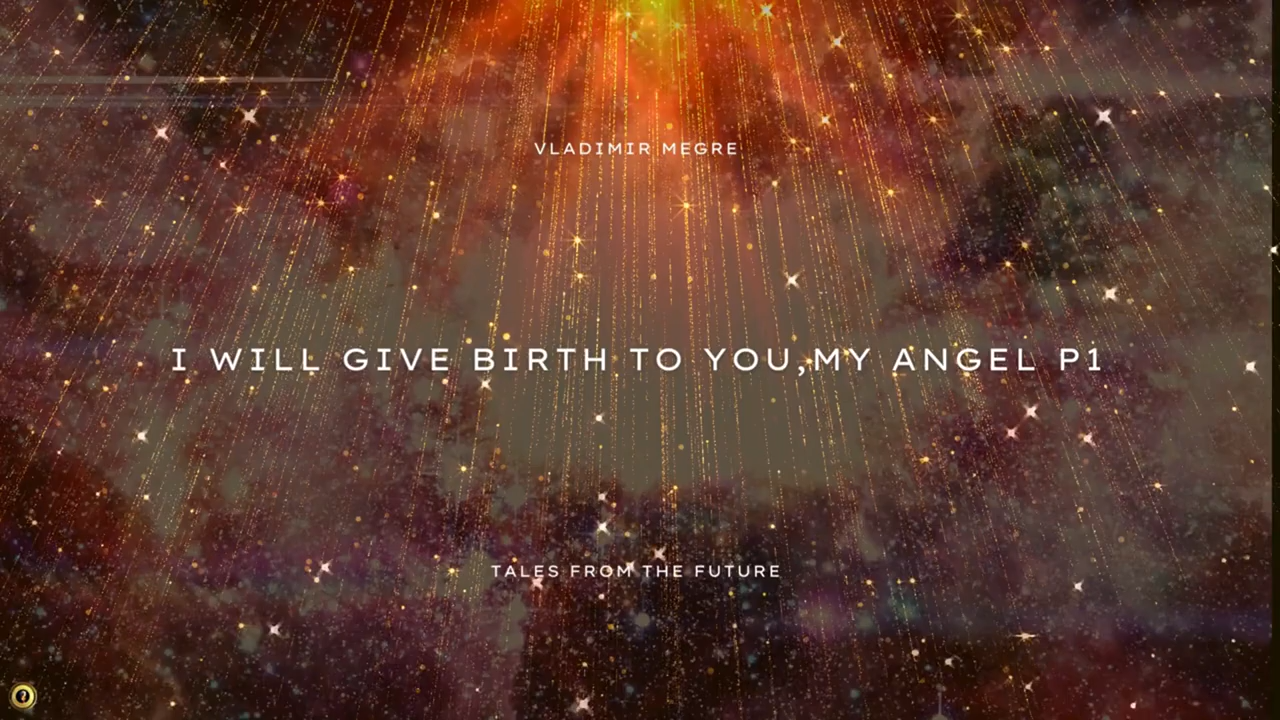 VLADIMIR MEGRE
I WILL GIVE BIRTH TO YOU,MY ANGEL P1
TALES FROM THE FUTURE